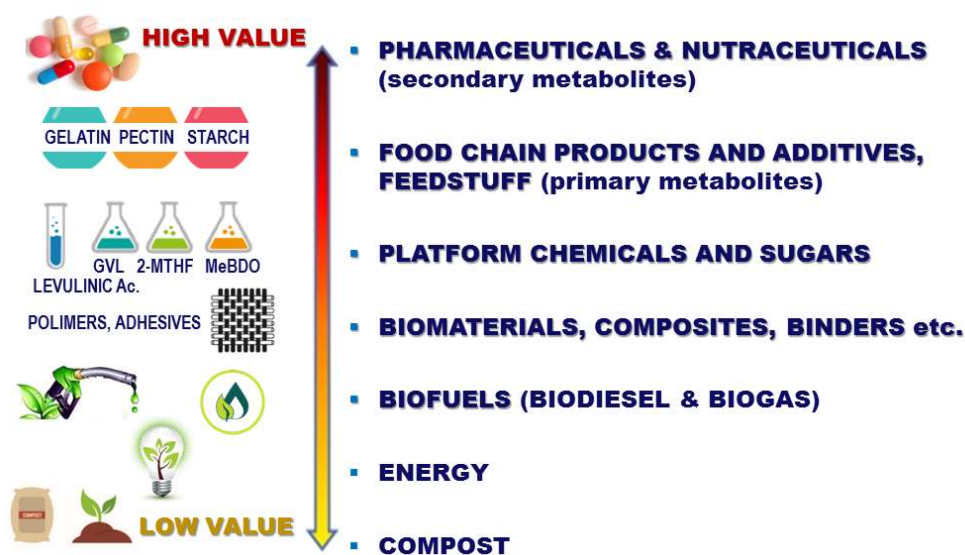 HIGH VALUE
PHARMACEUTICALS & NUTRACEUTICALS
(secondary metabolites)
GELATIN PECTIN STARCH
FOOD CHAIN PRODUCTS AND ADDITIVES,
FEEDSTUFF (primary metabolites)
PLATFORM CHEMICALS AND SUGARS
GVL 2-MTHF MeBDO
LEVULINIC Ac.
POLIMERS, ADHESIVES
BIOMATERIALS, COMPOSITES, BINDERS etc.
BIOFUELS (BIODIESEL & BIOGAS)
ENERGY
COMPOST
LOW VALUE
COMPOST